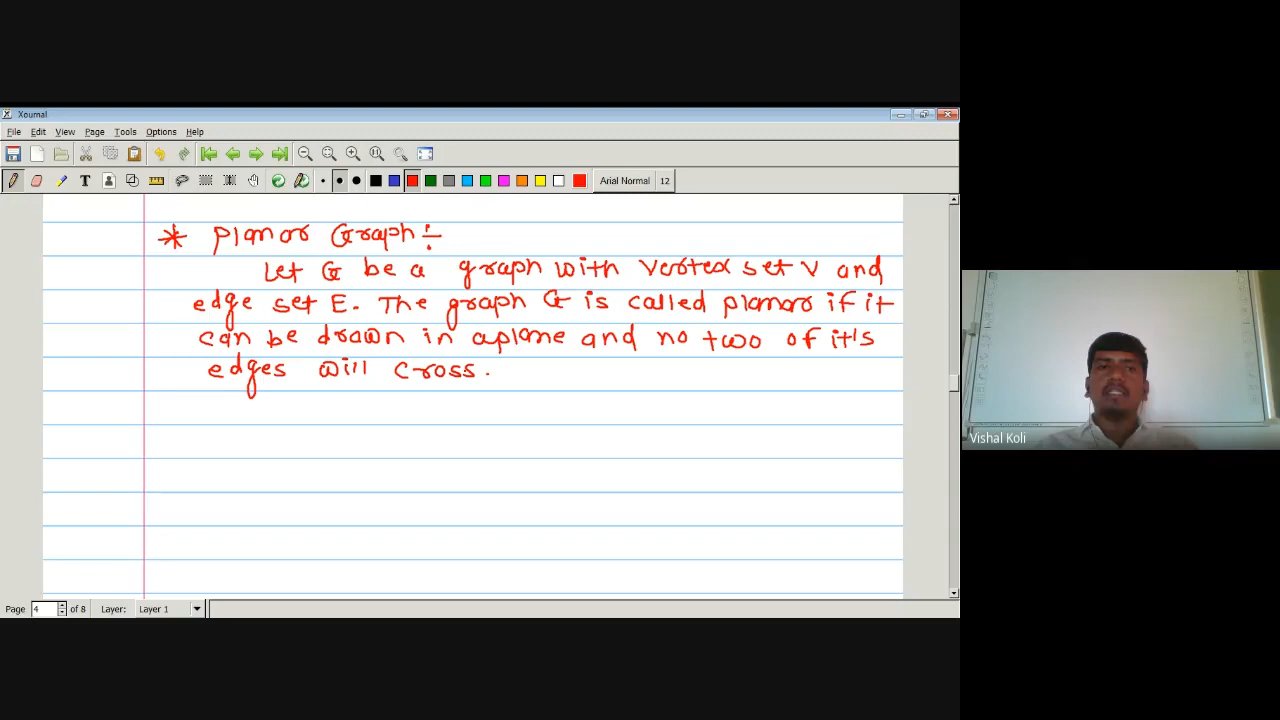 Xournal
File Edit View Page Tools Options Help
Arial Normal 12
* Planar Graph :-
Let G be a graph with vertex set V and
edge set E. The graph G is called planar if it
can be drawn in a plane and no two of it's
edges will cross.
Vishal Koli
Page 4 of 8 Layer: Layer 1